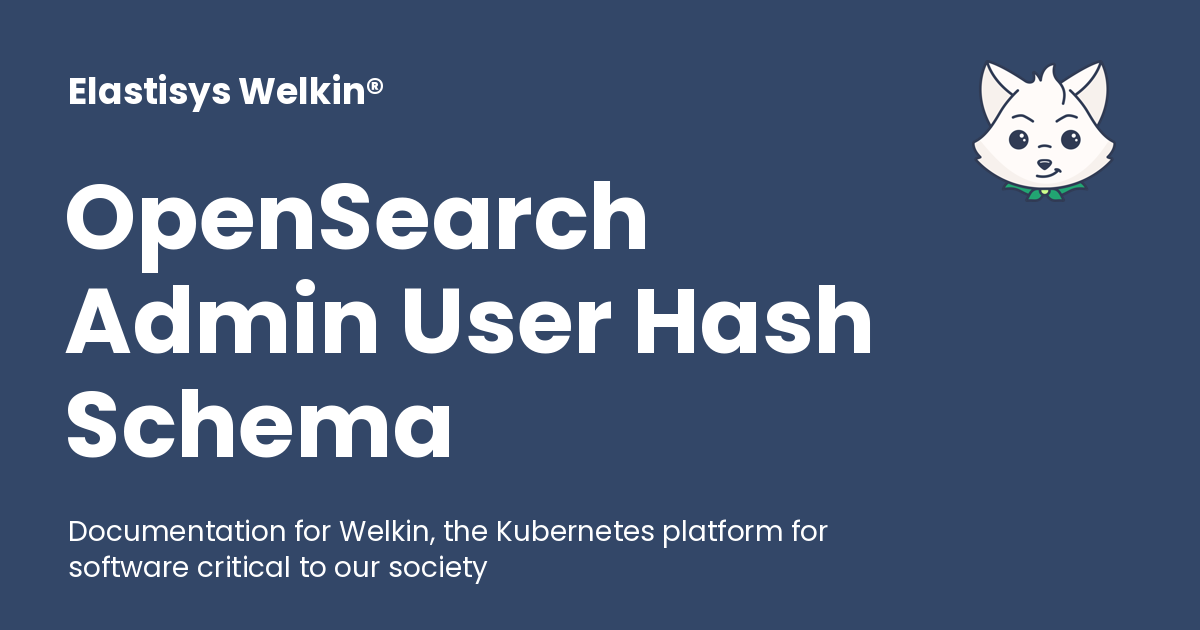 Elastisys Welkin®
OpenSearch
Admin User Hash
Schema
Documentation for Welkin, the Kubernetes platform for
software critical to our society